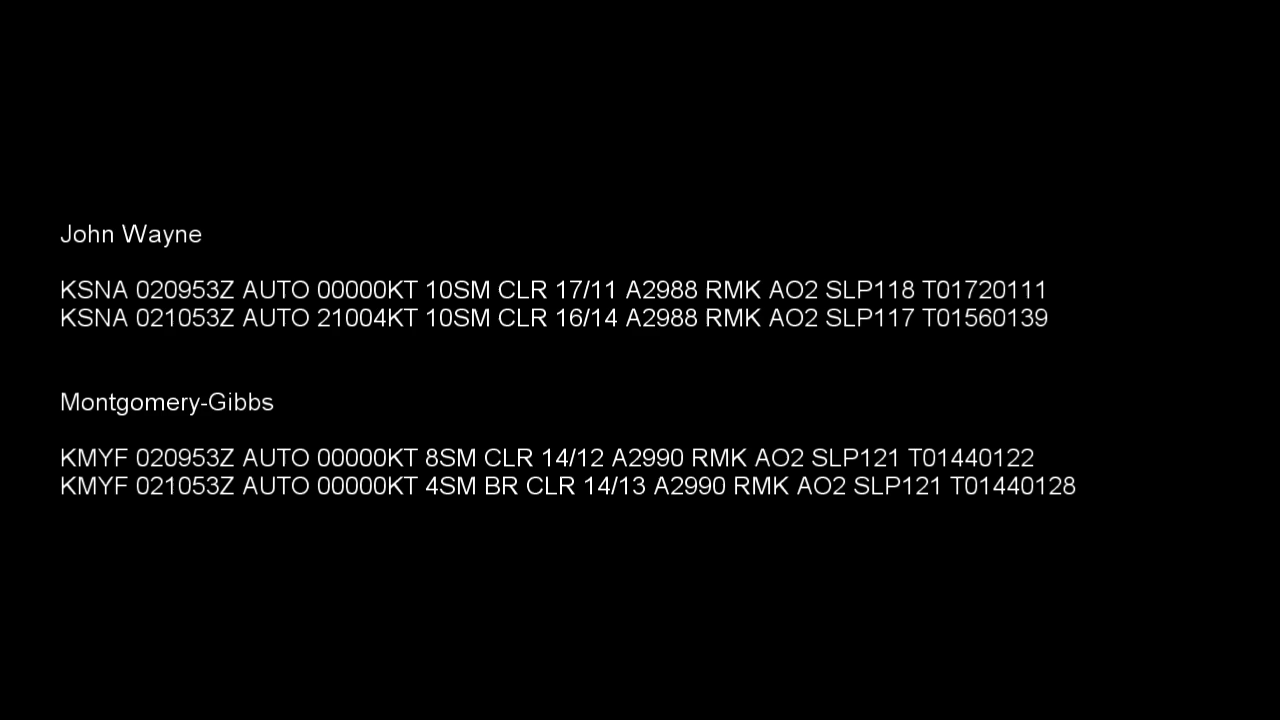 John Wayne
KSNA 020953Z AUTO 00000KT 10SM CLR 17/11 A2988 RMK AO2 SLP118 T01720111
KSNA 021053Z AUTO 21004KT 10SM CLR 16/14 A2988 RMK AO2 SLP117 T01560139
Montgomery-Gibbs
KMYF 020953Z AUTO 00000KT 8SM CLR 14/12 A2990 RMK AO2 SLP121 T01440122
KMYF 021053Z AUTO 00000KT 4SM BR CLR 14/13 A2990 RMK AO2 SLP121 T01440128